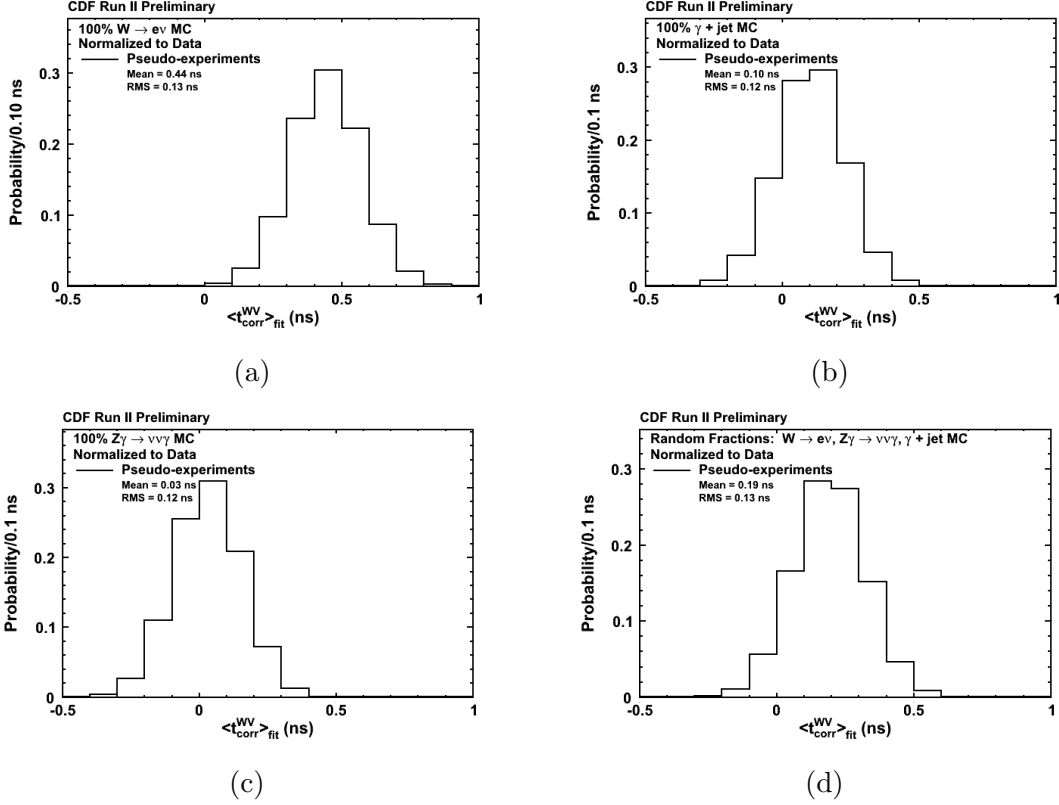 CDF Run II Preliminary
100% W → eν MC
Normalized to Data
Pseudo-experiments
Mean = 0.44 ns
RMS = 0.13 ns
Probability/0.10 ns
0.3
0.2
0.1
0
-0.5 0 0.5 1
<t^WV_corr>_fit (ns)
(a)
CDF Run II Preliminary
100% γ + jet MC
Normalized to Data
Pseudo-experiments
Mean = 0.10 ns
RMS = 0.12 ns
Probability/0.1 ns
0.3
0.2
0.1
0
-0.5 0 0.5 1
<t^WV_corr>_fit (ns)
(b)
CDF Run II Preliminary
100% Zγ → ννγ MC
Normalized to Data
Pseudo-experiments
Mean = 0.03 ns
RMS = 0.12 ns
Probability/0.1 ns
0.3
0.2
0.1
0
-0.5 0 0.5 1
<t^WV_corr>_fit (ns)
(c)
CDF Run II Preliminary
Random Fractions: W → eν, Zγ → ννγ, γ + jet MC
Normalized to Data
Pseudo-experiments
Mean = 0.19 ns
RMS = 0.13 ns
Probability/0.1 ns
0.3
0.2
0.1
0
-0.5 0 0.5 1
<t^WV_corr>_fit (ns)
(d)